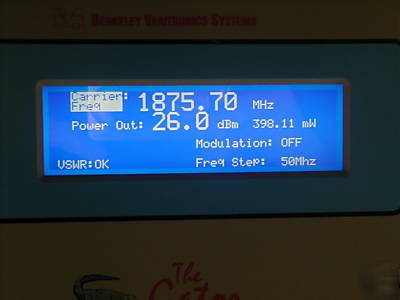 BERKELEY VARITRONICS SYSTEMS
Carrier: 1875.70 MHz
Freq
Power Out: 26.0 dBm 398.11 mW
Modulation: OFF
VSWR:OK Freq Step: 50Mhz
The
Gator